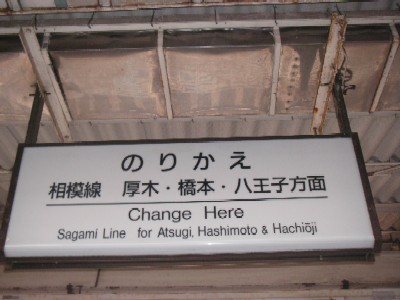 のりかえ
相模線　厚木・橋本・八王子方面
Change Here
Sagami Line for Atsugi, Hashimoto & Hachiōji